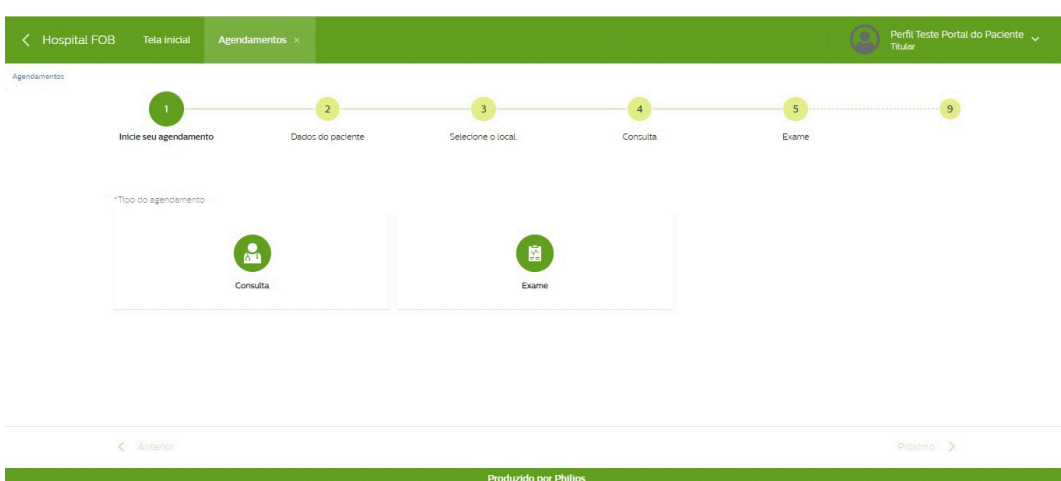 Hospital FOB Tela inicial Agendamentos × Perfil Teste Portal do Paciente
Titular
Agendamentos
1 2 3 4 5 9
Inicie seu agendamento Dados do paciente Selecione o local. Consulta Exame
*Tipo do agendamento
Consulta Exame
Anterior Próximo
Produzido por Philips